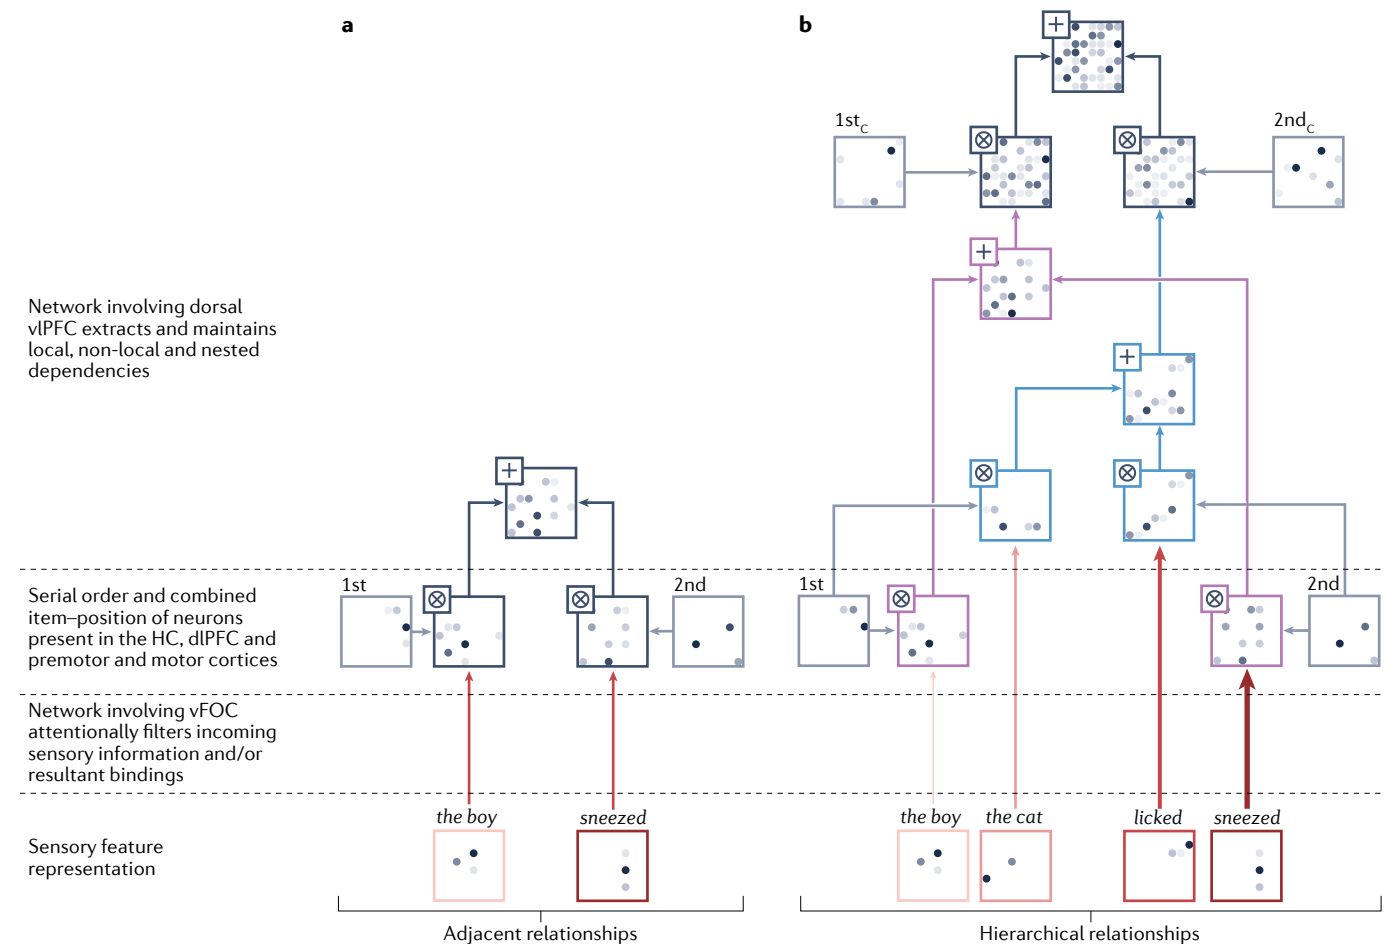 a
b
1st_C
2nd_C
Network involving dorsal
vlPFC extracts and maintains
local, non-local and nested
dependencies
Serial order and combined
item–position of neurons
present in the HC, dlPFC and
premotor and motor cortices
1st
2nd
1st
2nd
Network involving vFOC
attentionally filters incoming
sensory information and/or
resultant bindings
Sensory feature
representation
the boy
sneezed
the boy
the cat
licked
sneezed
Adjacent relationships
Hierarchical relationships